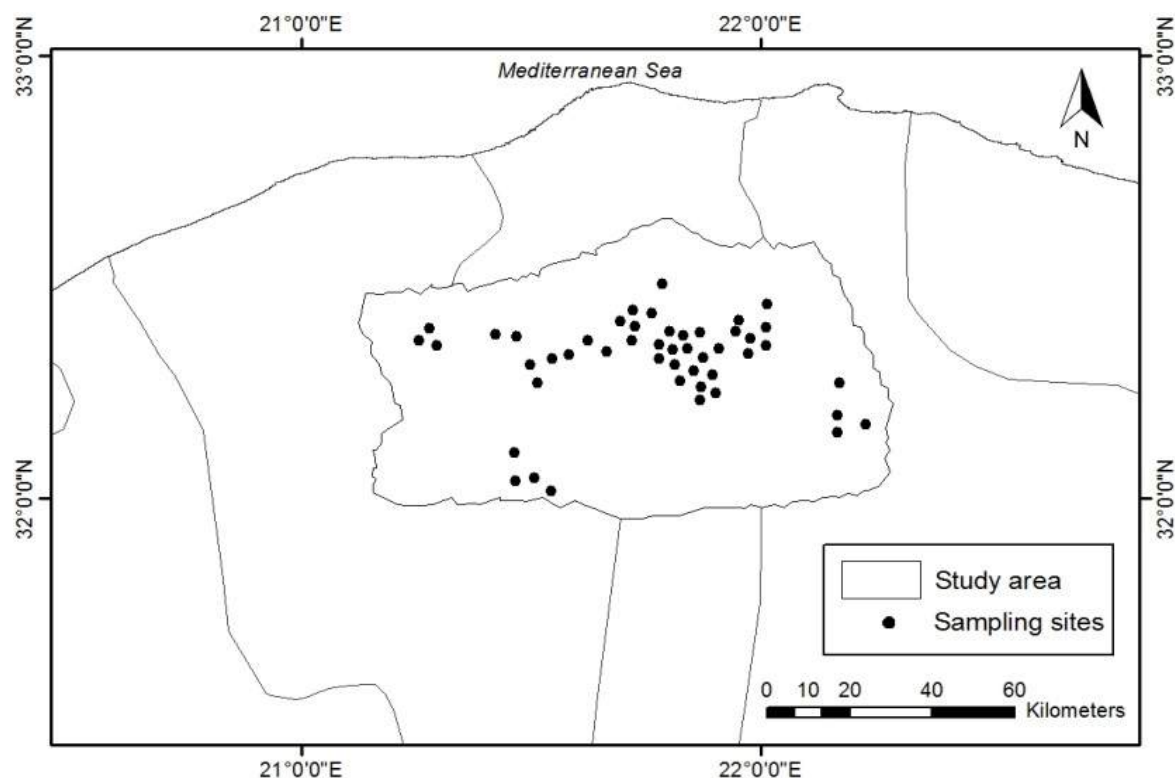 21°0'0"E 22°0'0"E
33°0'0"N 33°0'0"N
Mediterranean Sea
N
32°0'0"N 32°0'0"N
Study area
Sampling sites
0 10 20 40 60
Kilometers
21°0'0"E 22°0'0"E